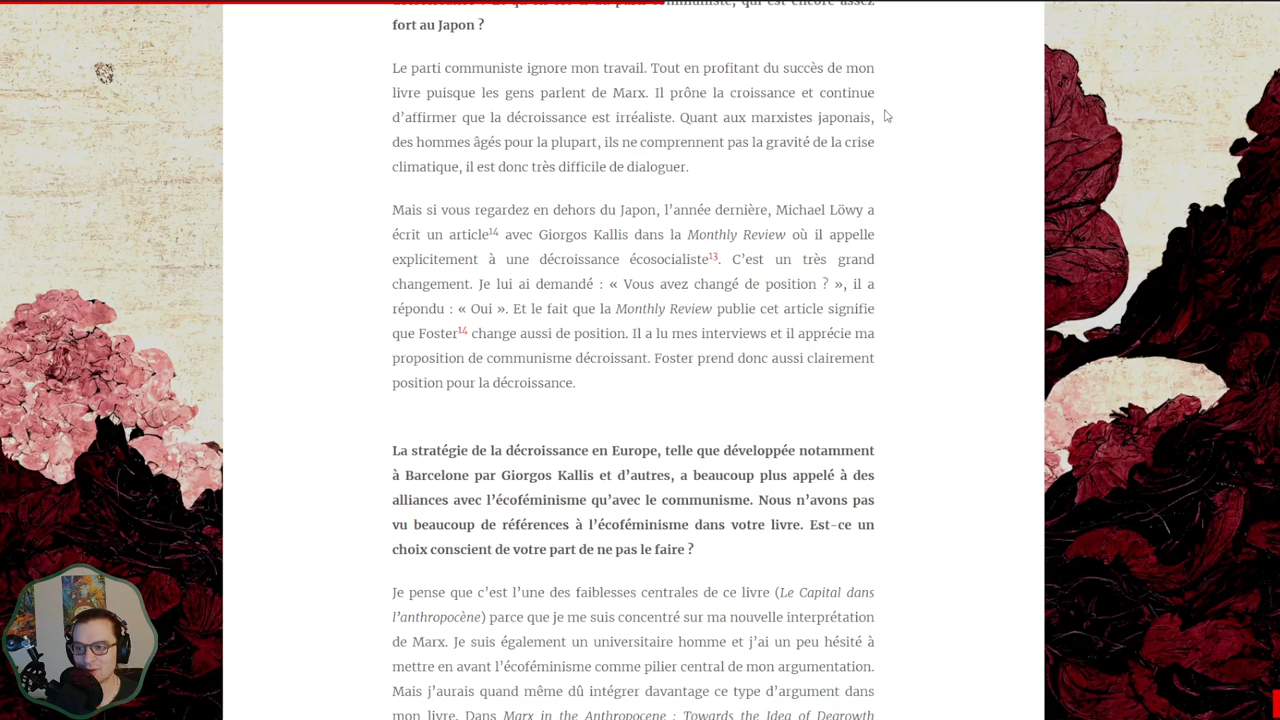 fort au Japon ?
Le parti communiste ignore mon travail. Tout en profitant du succès de mon
livre puisque les gens parlent de Marx. Il prône la croissance et continue
d’affirmer que la décroissance est irréaliste. Quant aux marxistes japonais,
des hommes âgés pour la plupart, ils ne comprennent pas la gravité de la crise
climatique, il est donc très difficile de dialoguer.
Mais si vous regardez en dehors du Japon, l’année dernière, Michael Löwy a
écrit un article¹⁴ avec Giorgos Kallis dans la Monthly Review où il appelle
explicitement à une décroissance écosocialiste¹³. C’est un très grand
changement. Je lui ai demandé : « Vous avez changé de position ? », il a
répondu : « Oui ». Et le fait que la Monthly Review publie cet article signifie
que Foster¹⁴ change aussi de position. Il a lu mes interviews et il apprécie ma
proposition de communisme décroissant. Foster prend donc aussi clairement
position pour la décroissance.
La stratégie de la décroissance en Europe, telle que développée notamment
à Barcelone par Giorgos Kallis et d’autres, a beaucoup plus appelé à des
alliances avec l’écoféminisme qu’avec le communisme. Nous n’avons pas
vu beaucoup de références à l’écoféminisme dans votre livre. Est-ce un
choix conscient de votre part de ne pas le faire ?
Je pense que c’est l’une des faiblesses centrales de ce livre (Le Capital dans
l’anthropocène) parce que je me suis concentré sur ma nouvelle interprétation
de Marx. Je suis également un universitaire homme et j’ai un peu hésité à
mettre en avant l’écoféminisme comme pilier central de mon argumentation.
Mais j’aurais quand même dû intégrer davantage ce type d’argument dans
mon livre. Dans Marx in the Anthropocene : Towards the Idea of Degrowth